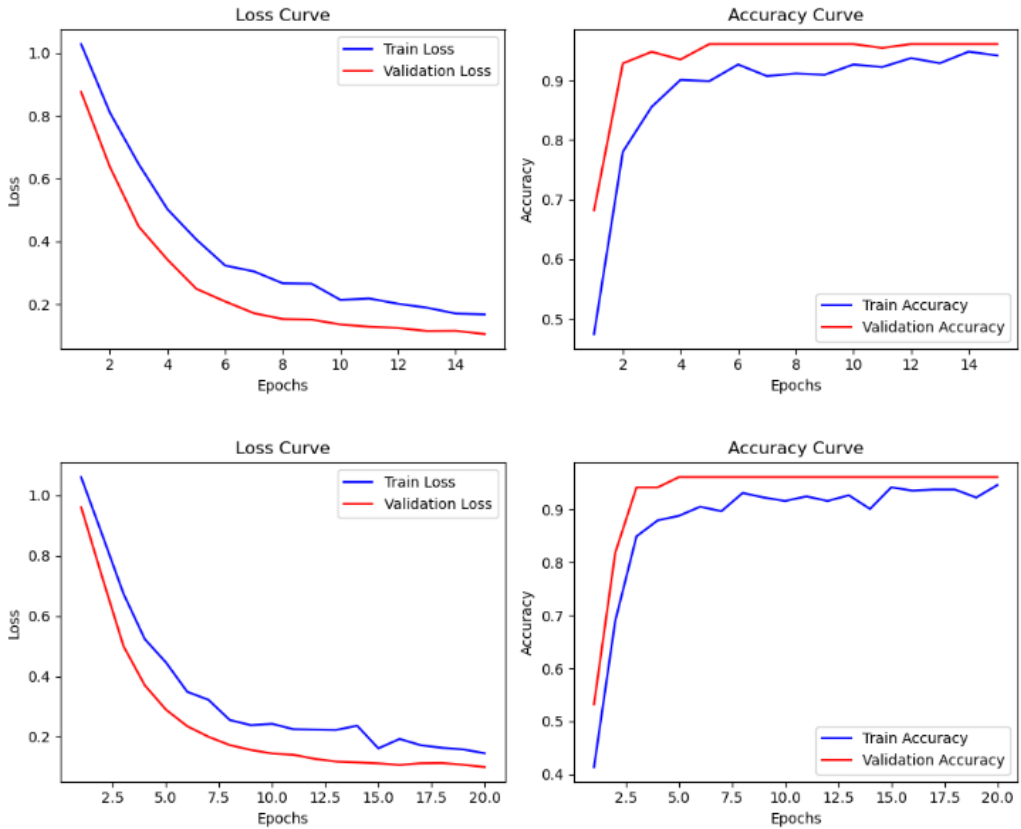 Loss Curve
Train Loss
Validation Loss
1.0
0.8
0.6
0.4
0.2
Loss
2 4 6 8 10 12 14
Epochs
Accuracy Curve
Train Accuracy
Validation Accuracy
0.9
0.8
0.7
0.6
0.5
Accuracy
2 4 6 8 10 12 14
Epochs
Loss Curve
Train Loss
Validation Loss
1.0
0.8
0.6
0.4
0.2
Loss
2.5 5.0 7.5 10.0 12.5 15.0 17.5 20.0
Epochs
Accuracy Curve
Train Accuracy
Validation Accuracy
0.9
0.8
0.7
0.6
0.5
0.4
Accuracy
2.5 5.0 7.5 10.0 12.5 15.0 17.5 20.0
Epochs